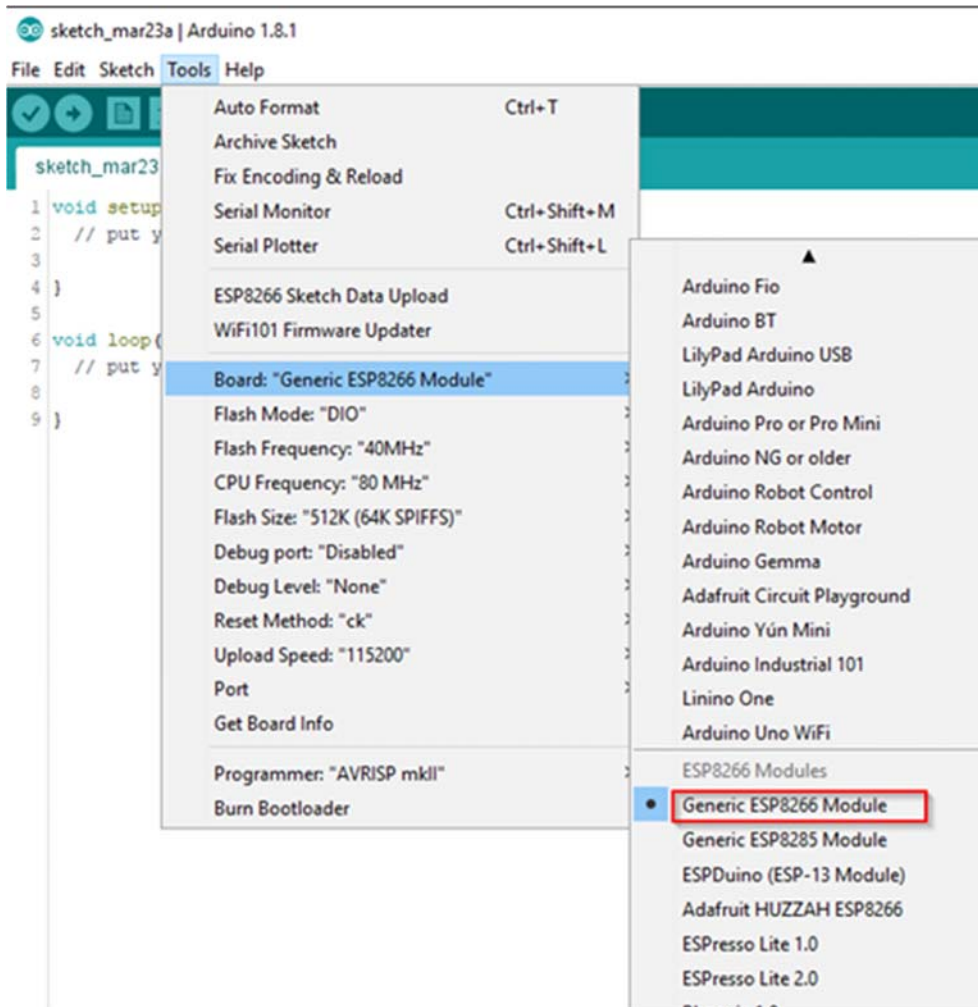 sketch_mar23a | Arduino 1.8.1
File Edit Sketch Tools Help
sketch_mar23
1 void setup
2 // put y
3
4 }
5
6 void loop(
7 // put y
8
9 }
Auto Format Ctrl+T
Archive Sketch
Fix Encoding & Reload
Serial Monitor Ctrl+Shift+M
Serial Plotter Ctrl+Shift+L
ESP8266 Sketch Data Upload
WiFi101 Firmware Updater
Board: "Generic ESP8266 Module"
Flash Mode: "DIO"
Flash Frequency: "40MHz"
CPU Frequency: "80 MHz"
Flash Size: "512K (64K SPIFFS)"
Debug port: "Disabled"
Debug Level: "None"
Reset Method: "ck"
Upload Speed: "115200"
Port
Get Board Info
Programmer: "AVRISP mkII"
Burn Bootloader
Arduino Fio
Arduino BT
LilyPad Arduino USB
LilyPad Arduino
Arduino Pro or Pro Mini
Arduino NG or older
Arduino Robot Control
Arduino Robot Motor
Arduino Gemma
Adafruit Circuit Playground
Arduino Yún Mini
Arduino Industrial 101
Linino One
Arduino Uno WiFi
ESP8266 Modules
Generic ESP8266 Module
Generic ESP8285 Module
ESPDuino (ESP-13 Module)
Adafruit HUZZAH ESP8266
ESPresso Lite 1.0
ESPresso Lite 2.0